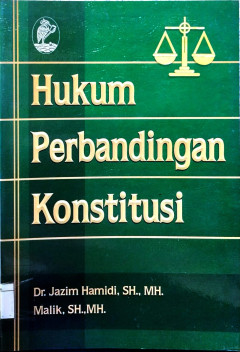 Hukum
Perbandingan
Konstitusi
Dr. Jazim Hamidi, SH., MH.
Malik, SH.,MH.